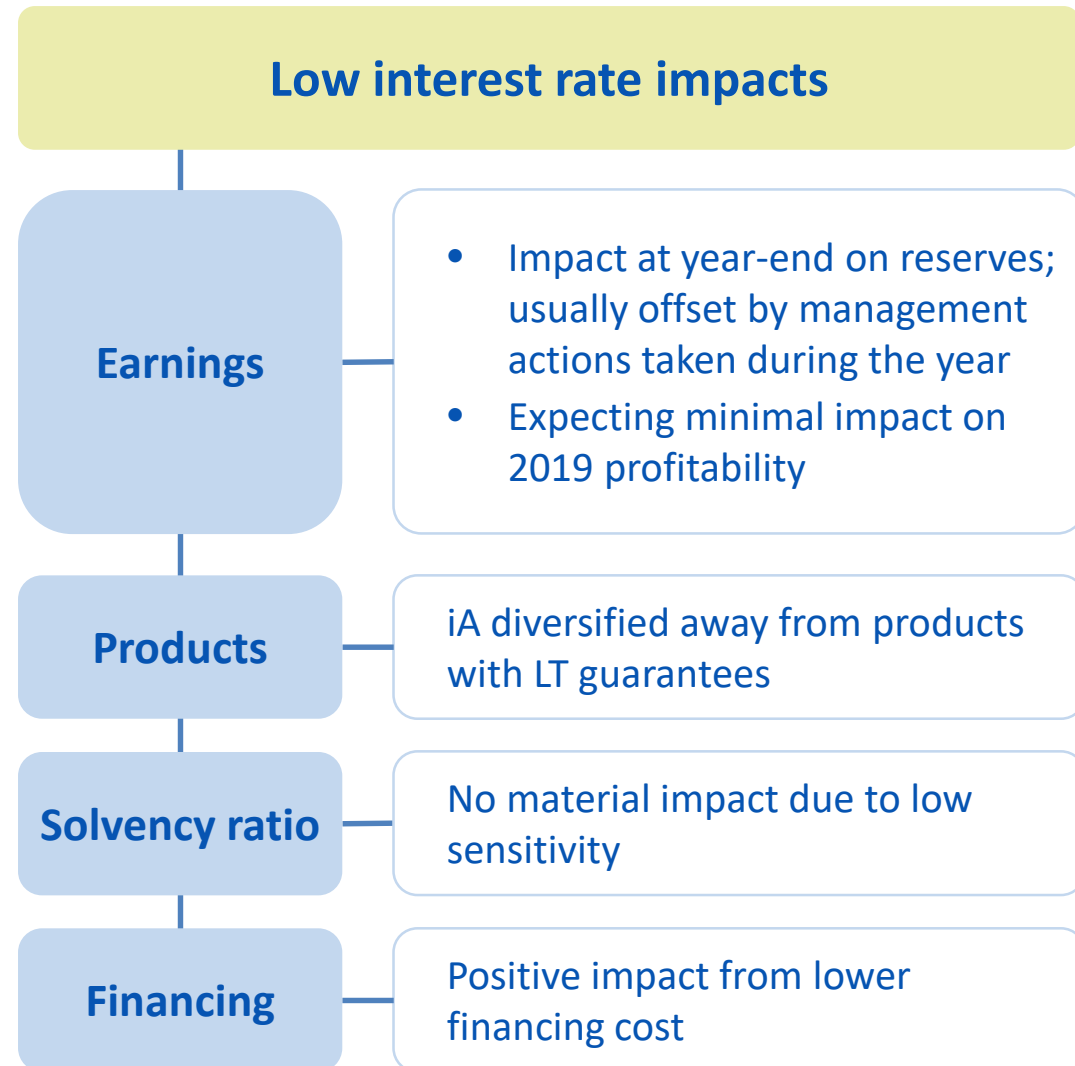 Low interest rate impacts
Earnings
• Impact at year-end on reserves;
usually offset by management
actions taken during the year
• Expecting minimal impact on
2019 profitability
Products
iA diversified away from products
with LT guarantees
Solvency ratio
No material impact due to low
sensitivity
Financing
Positive impact from lower
financing cost